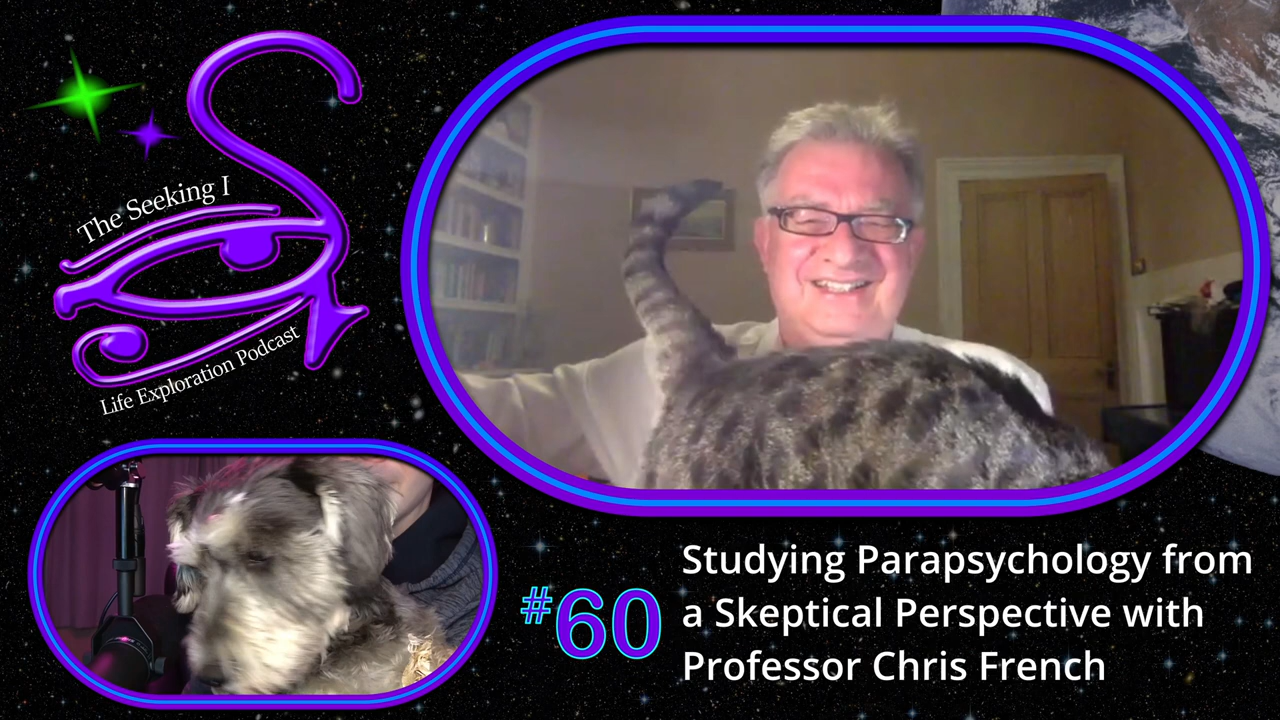 The Seeking I
Life Exploration Podcast
#60
Studying Parapsychology from
a Skeptical Perspective with
Professor Chris French